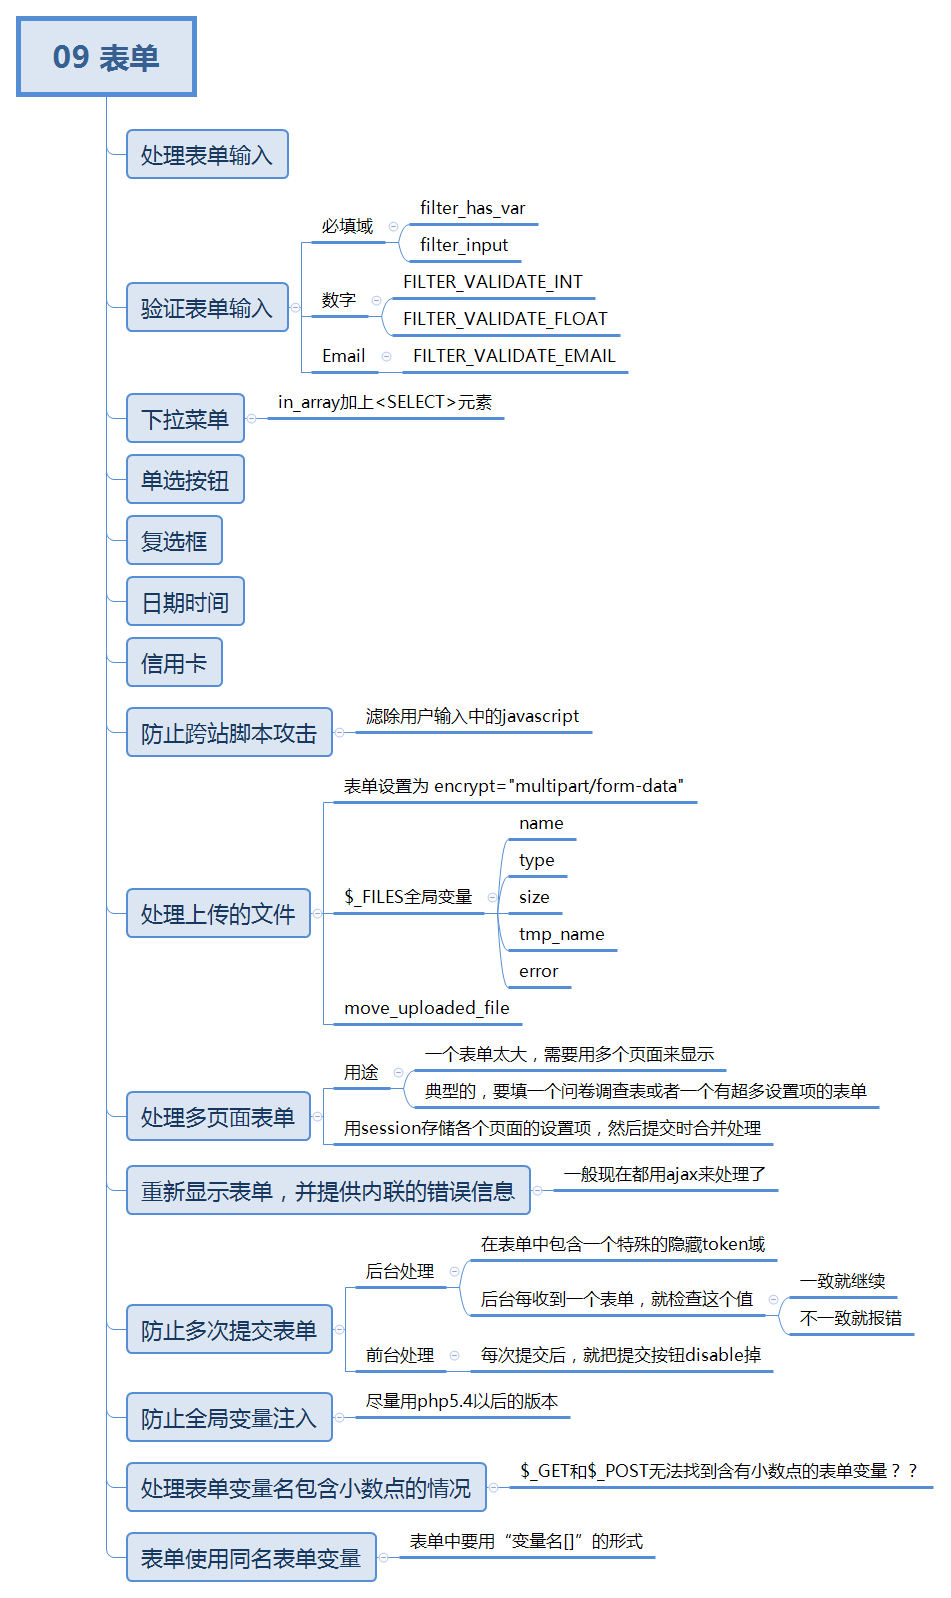 09 表单
处理表单输入
验证表单输入
必填域
filter_has_var
filter_input
数字
FILTER_VALIDATE_INT
FILTER_VALIDATE_FLOAT
Email
FILTER_VALIDATE_EMAIL
下拉菜单
in_array加上<SELECT>元素
单选按钮
复选框
日期时间
信用卡
防止跨站脚本攻击
滤除用户输入中的javascript
处理上传的文件
表单设置为 encrypt="multipart/form-data"
$_FILES全局变量
name
type
size
tmp_name
error
move_uploaded_file
处理多页面表单
用途
一个表单太大，需要用多个页面来显示
典型的，要填一个问卷调查表或者一个有超多设置项的表单
用session存储各个页面的设置项，然后提交时合并处理
重新显示表单，并提供内联的错误信息
一般现在都用ajax来处理了
防止多次提交表单
后台处理
在表单中包含一个特殊的隐藏token域
后台每收到一个表单，就检查这个值
一致就继续
不一致就报错
前台处理
每次提交后，就把提交按钮disable掉
防止全局变量注入
尽量用php5.4以后的版本
处理表单变量名包含小数点的情况
$_GET和$_POST无法找到含有小数点的表单变量？？
表单使用同名表单变量
表单中要用“变量名[]”的形式